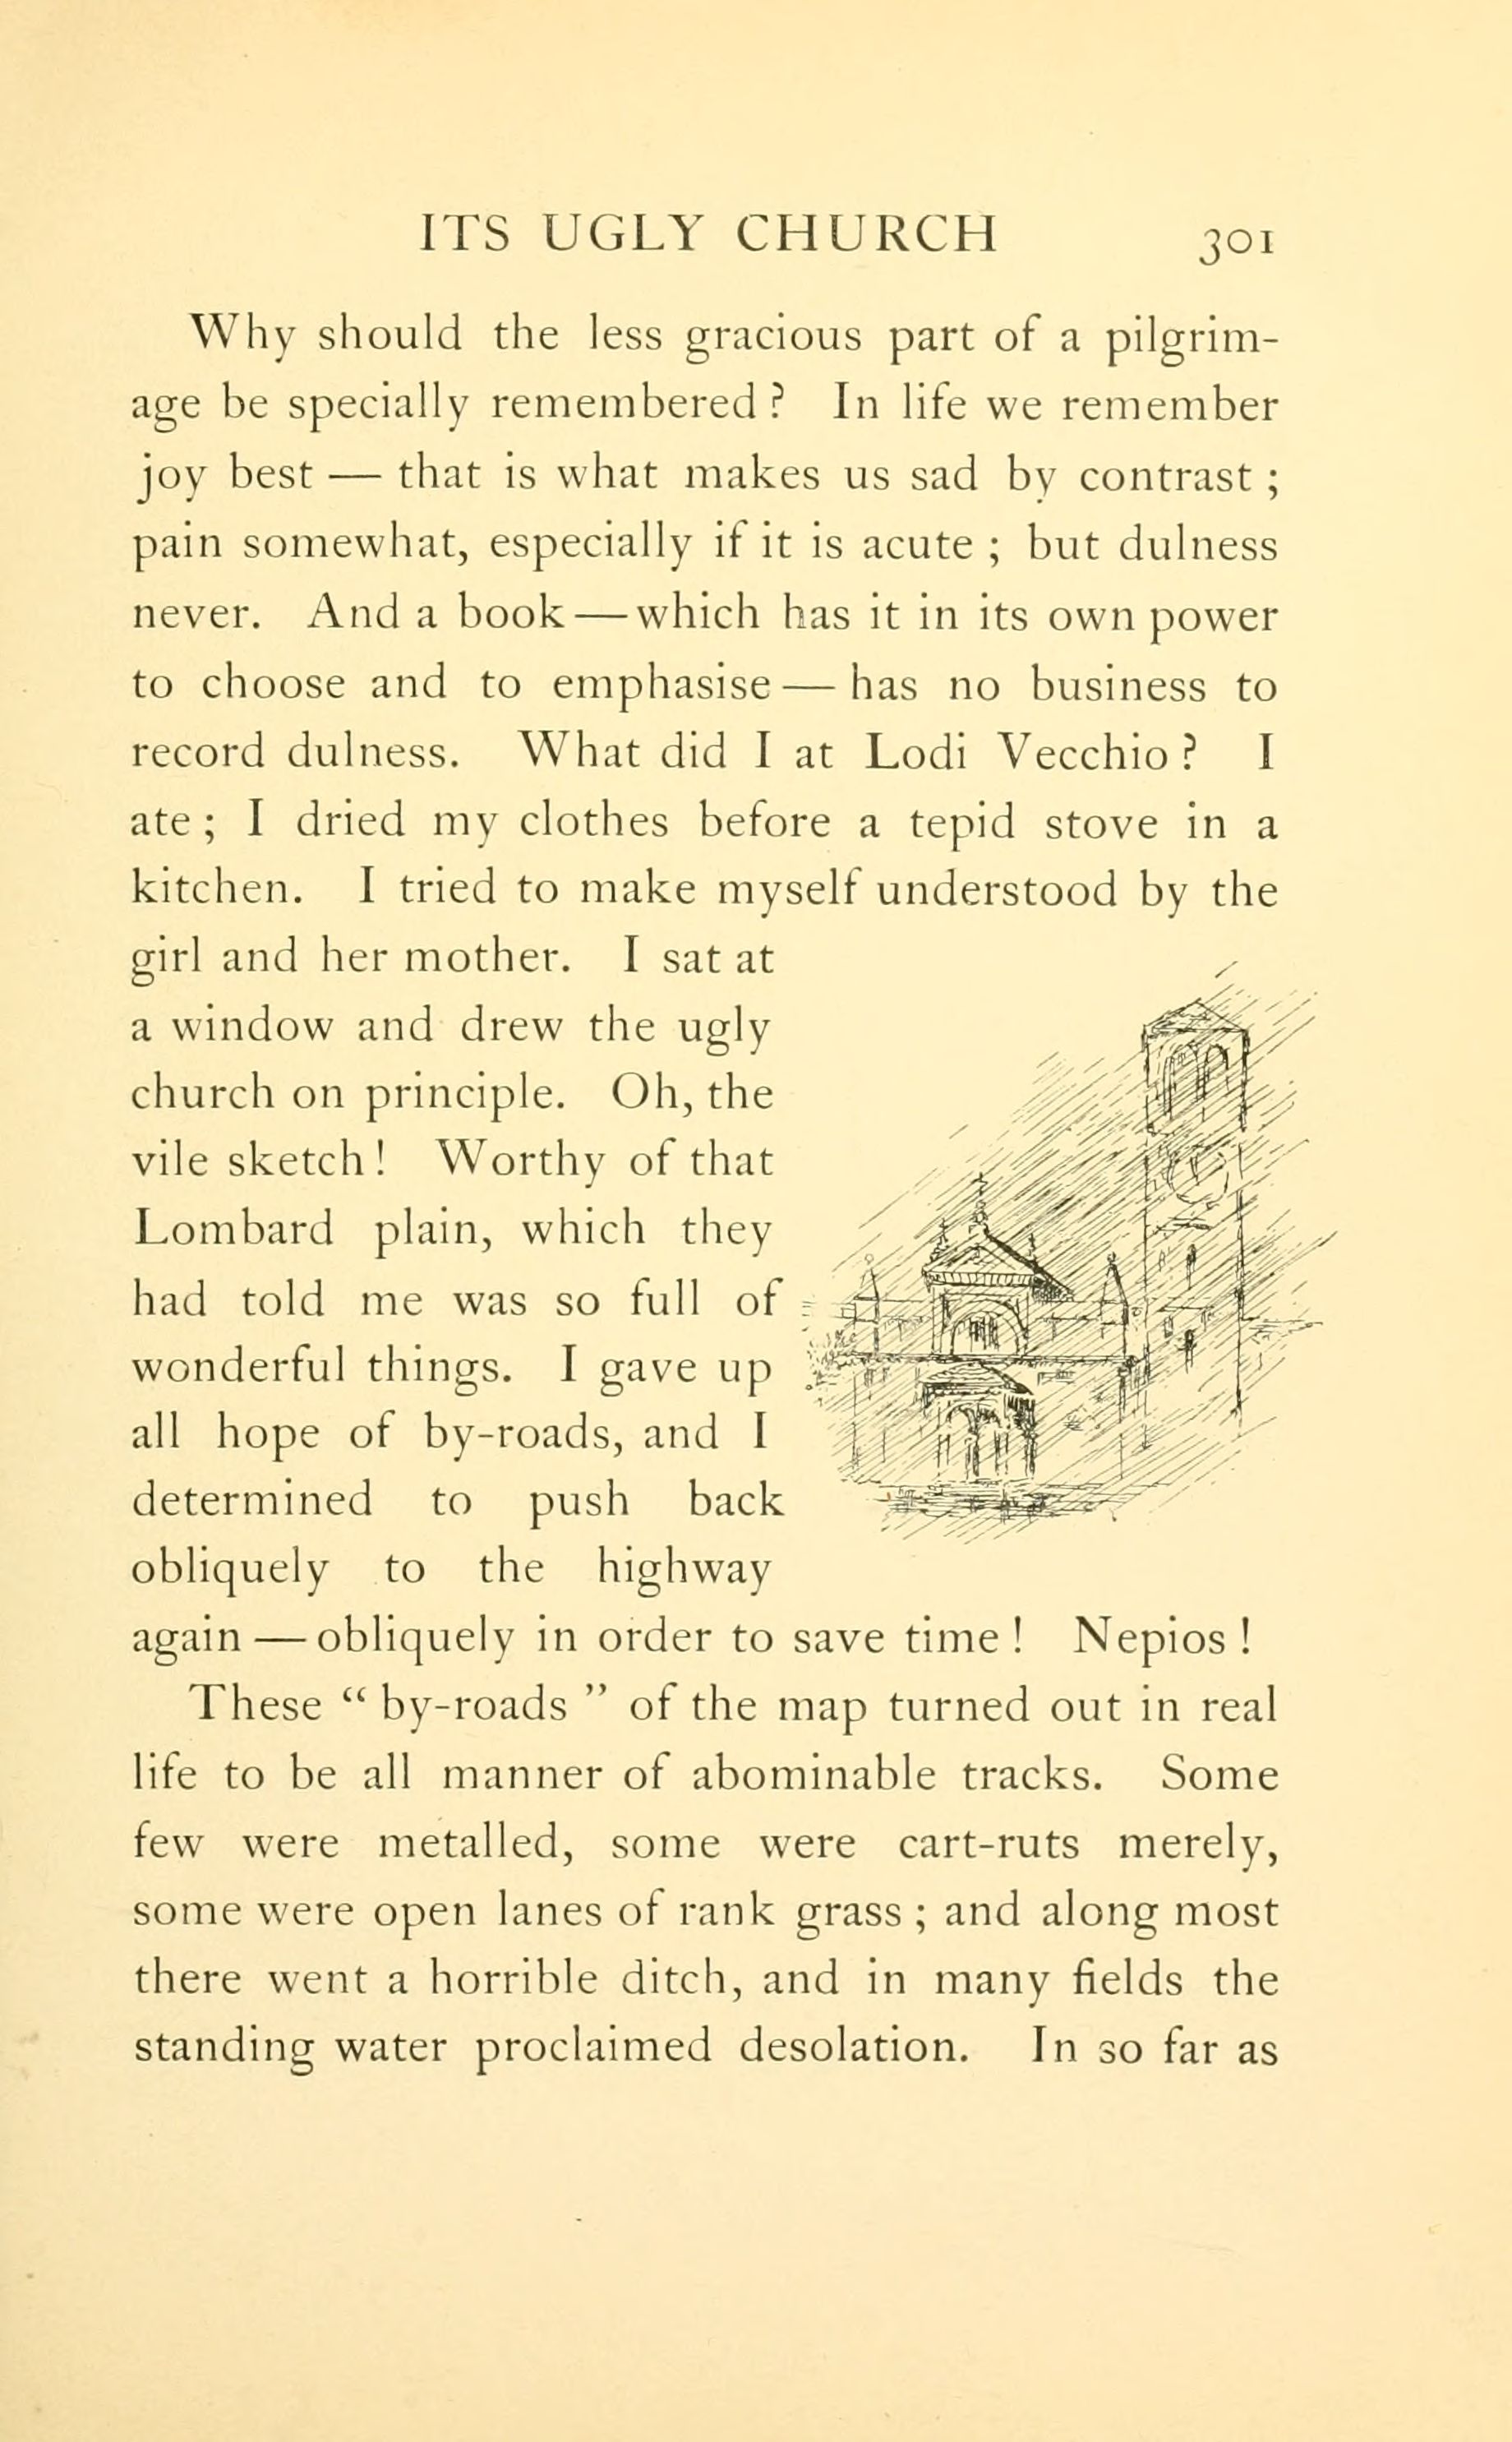 ITS UGLY CHURCH 301
Why should the less gracious part of a pilgrim-
age be specially remembered? In life we remember
joy best — that is what makes us sad by contrast;
pain somewhat, especially if it is acute; but dulness
never. And a book — which has it in its own power
to choose and to emphasise — has no business to
record dulness. What did I at Lodi Vecchio? I
ate; I dried my clothes before a tepid stove in a
kitchen. I tried to make myself understood by the
girl and her mother. I sat at
a window and drew the ugly
church on principle. Oh, the
vile sketch! Worthy of that
Lombard plain, which they
had told me was so full of
wonderful things. I gave up
all hope of by-roads, and I
determined to push back
obliquely to the highway
again — obliquely in order to save time! Nepios!
These "by-roads" of the map turned out in real
life to be all manner of abominable tracks. Some
few were metalled, some were cart-ruts merely,
some were open lanes of rank grass; and along most
there went a horrible ditch, and in many fields the
standing water proclaimed desolation. In so far as